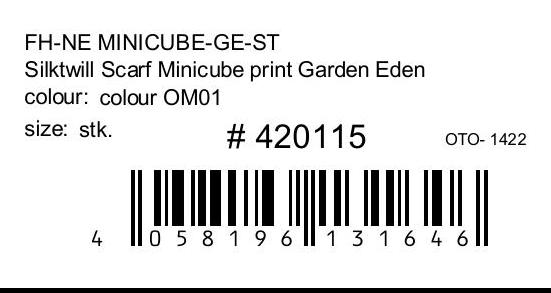 FH-NE MINICUBE-GE-ST
Silktwill Scarf Minicube print Garden Eden
colour: colour OM01
size: stk.
# 420115
OTO- 1422
4 058196 131646